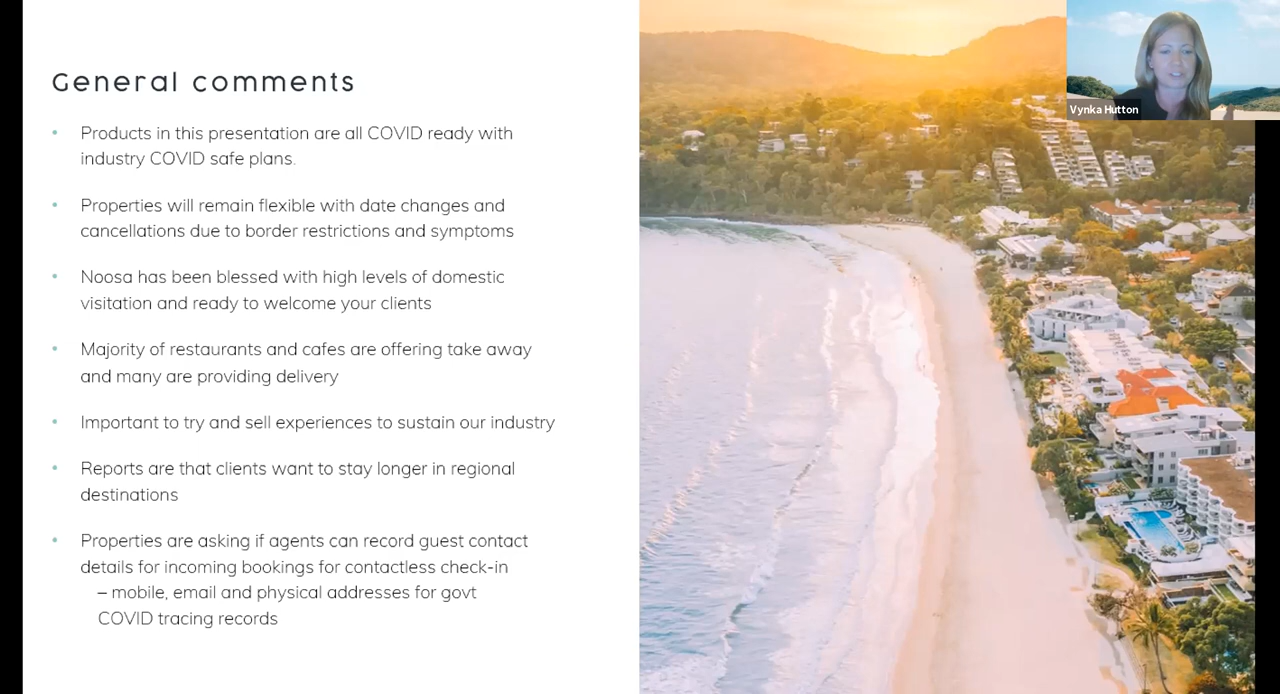 General comments
• Products in this presentation are all COVID ready with
industry COVID safe plans.
• Properties will remain flexible with date changes and
cancellations due to border restrictions and symptoms
• Noosa has been blessed with high levels of domestic
visitation and ready to welcome your clients
• Majority of restaurants and cafes are offering take away
and many are providing delivery
• Important to try and sell experiences to sustain our industry
• Reports are that clients want to stay longer in regional
destinations
• Properties are asking if agents can record guest contact
details for incoming bookings for contactless check-in
– mobile, email and physical addresses for govt
COVID tracing records
Vynka Hutton